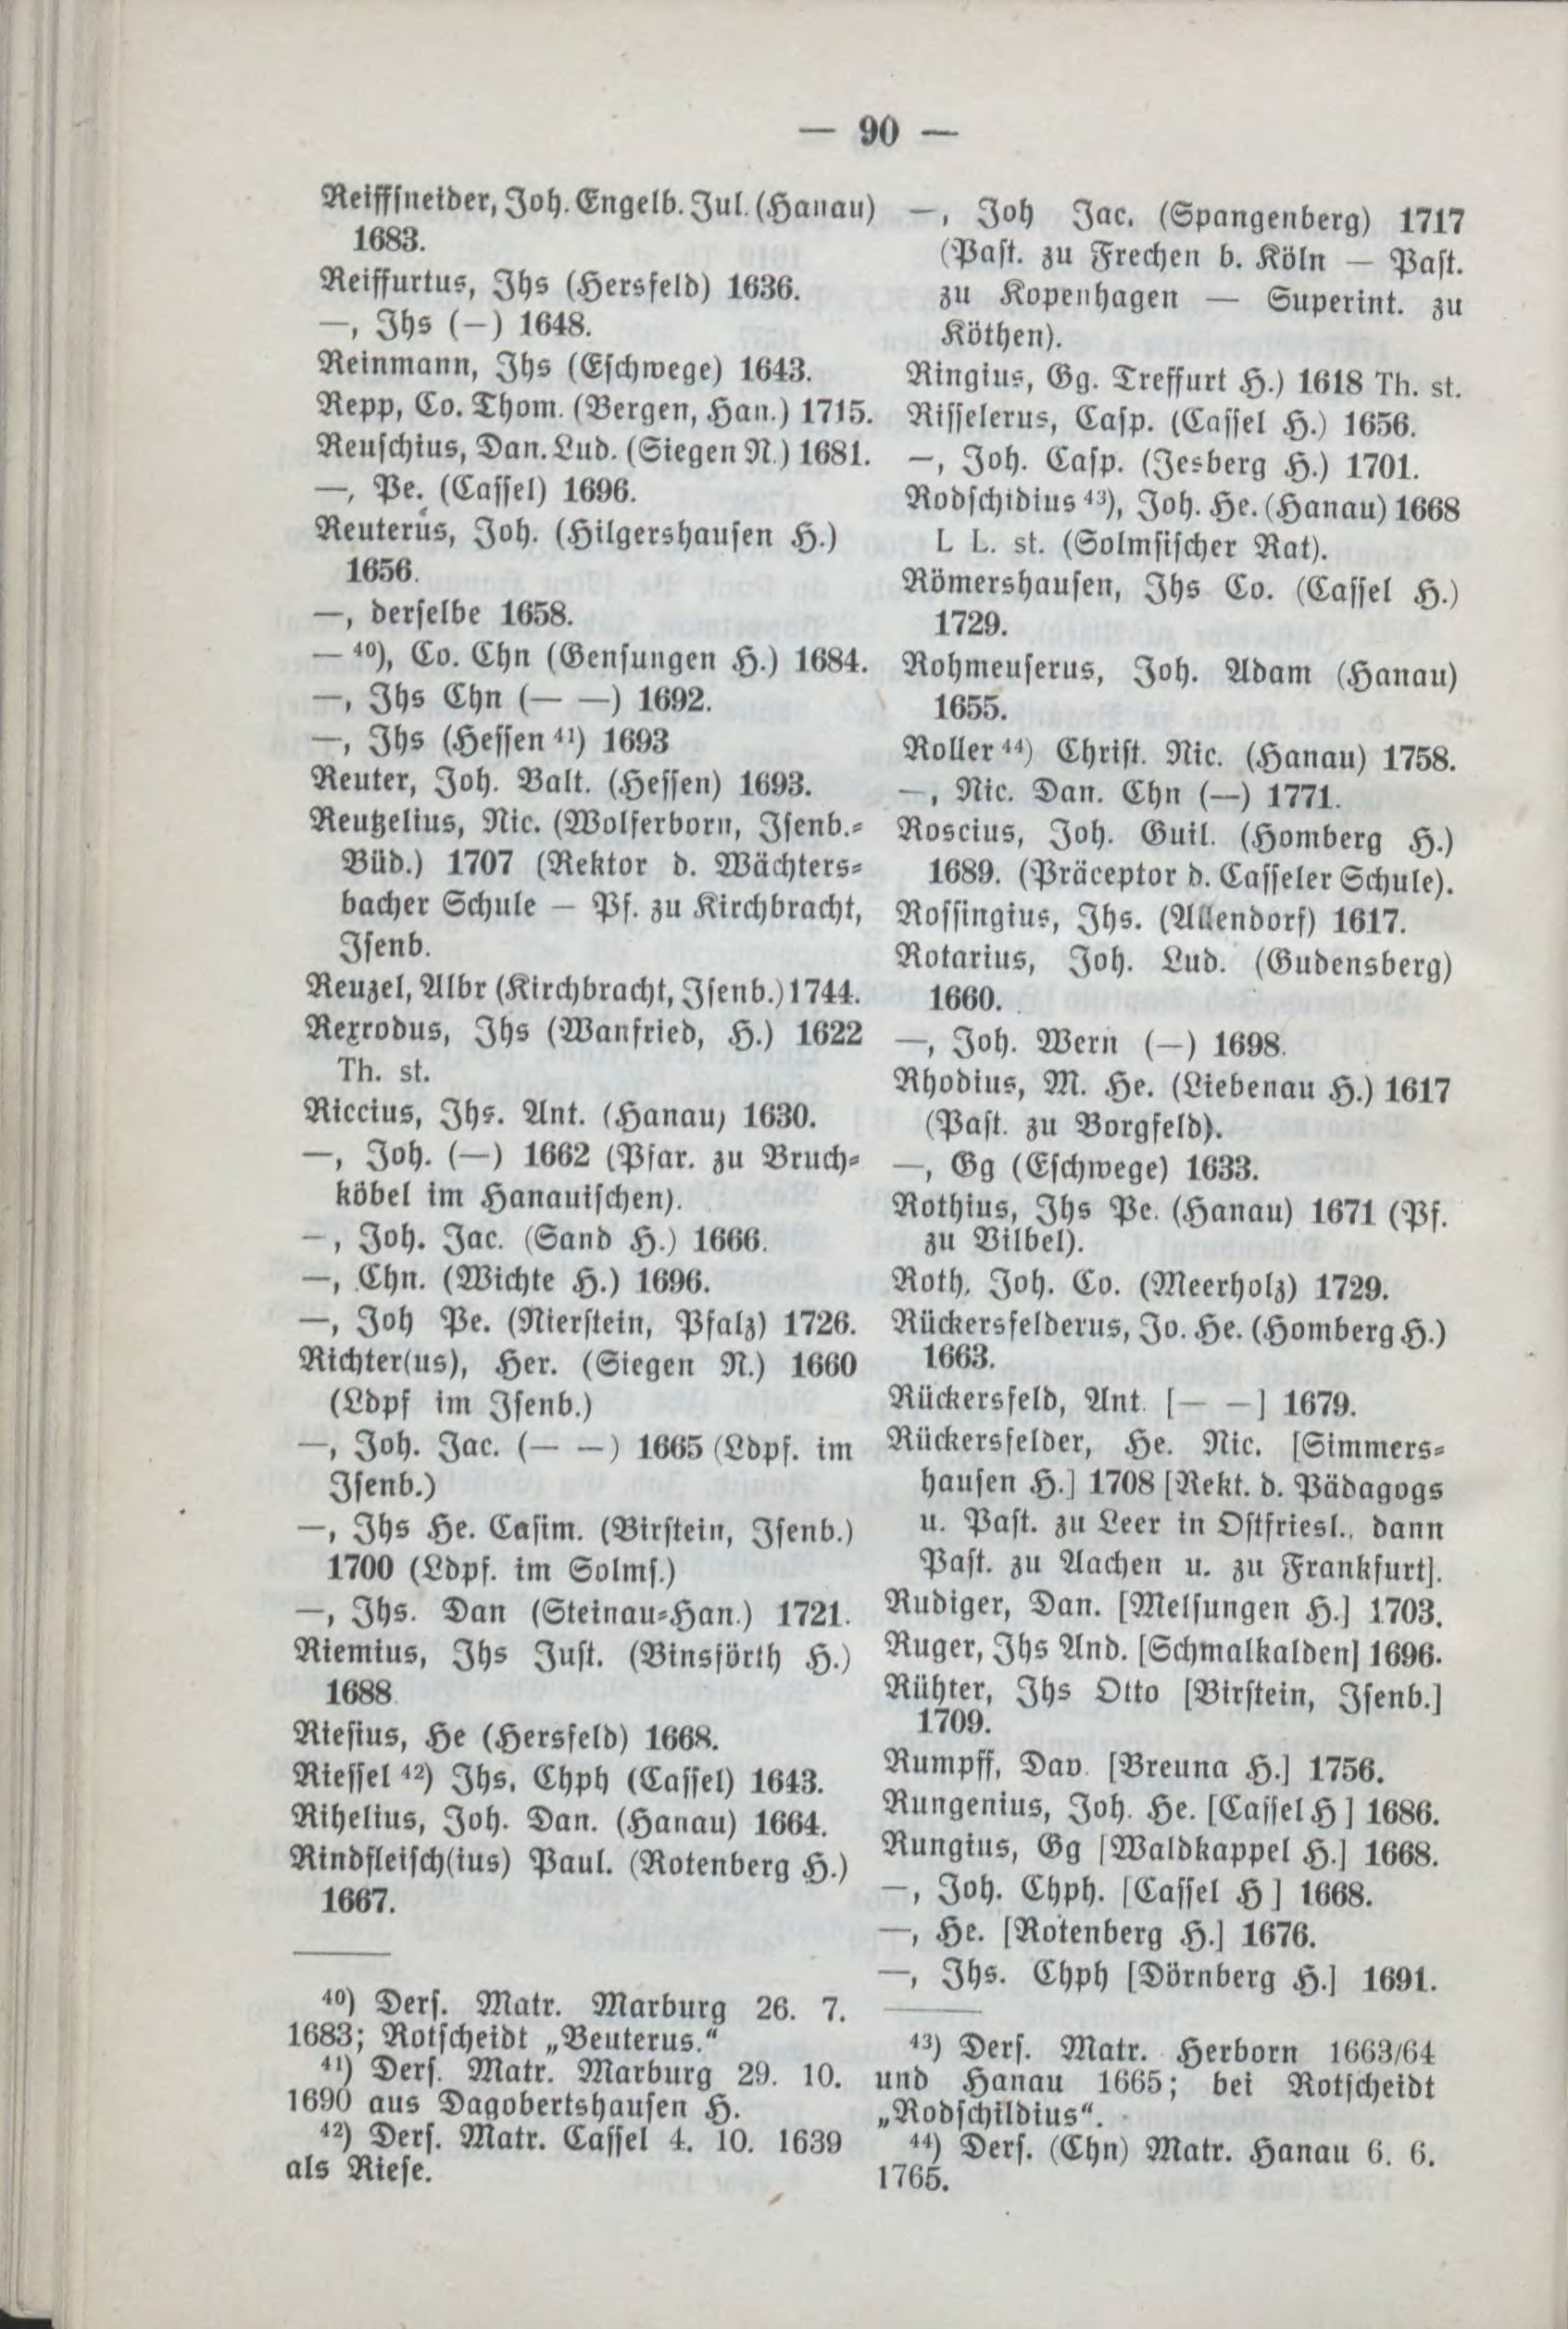 — 90 —
Reifffneider, Joh. Engelb. Jul. (Hanau)
1683.
Reiffurtus, Jhs (Hersfeld) 1636.
—, Jhs (—) 1648.
Reinmann, Jhs (Eschwege) 1643.
Repp, Co. Thom. (Bergen, Han.) 1715.
Reuschius, Dan. Lud. (Siegen N.) 1681.
—, Pe. (Cassel) 1696.
Reuterus, Joh. (Hilgershausen H.)
1656.
—, derselbe 1658.
— ⁴⁰), Co. Chn (Gensungen H.) 1684.
—, Jhs Chn (— —) 1692.
—, Jhs (Hessen ⁴¹) 1693
Reuter, Joh. Balt. (Hessen) 1693.
Reutzelius, Nic. (Wolferborn, Isenb.-
Büd.) 1707 (Rektor d. Wächters-
bacher Schule — Pf. zu Kirchbracht,
Isenb.
Reuzel, Albr (Kirchbracht, Isenb.) 1744.
Rexrodus, Jhs (Wanfried, H.) 1622
Th. st.
Riccius, Jhs. Ant. (Hanau) 1630.
—, Joh. (—) 1662 (Pfar. zu Bruch-
köbel im Hanauischen).
—, Joh. Jac. (Sand H.) 1666.
—, Chn. (Wichte H.) 1696.
—, Joh Pe. (Nierstein, Pfalz) 1726.
Richter(us), Her. (Siegen N.) 1660
(Ldpf im Isenb.)
—, Joh. Jac. (— —) 1665 (Ldpf. im
Isenb.)
—, Jhs He. Casim. (Birstein, Isenb.)
1700 (Ldpf. im Solms.)
—, Jhs. Dan (Steinau-Han.) 1721.
Riemius, Jhs Just. (Binsförth H.)
1688
Riesius, He (Hersfeld) 1668.
Riessel ⁴²) Jhs. Chph (Cassel) 1643.
Rihelius, Joh. Dan. (Hanau) 1664.
Rindfleisch(ius) Paul. (Rotenberg H.)
1667.
⁴⁰) Ders. Matr. Marburg 26. 7.
1683; Rotscheidt „Beuterus.“
⁴¹) Ders. Matr. Marburg 29. 10.
1690 aus Dagobertshausen H.
⁴²) Ders. Matr. Cassel 4. 10. 1639
als Riese.
—, Joh Jac. (Spangenberg) 1717
(Past. zu Frechen b. Köln — Past.
zu Kopenhagen — Superint. zu
Köthen).
Ringius, Gg. Treffurt H.) 1618 Th. st.
Risselerus, Casp. (Cassel H.) 1656.
—, Joh. Casp. (Jesberg H.) 1701.
Rodschidius ⁴³), Joh. He. (Hanau) 1668
L L. st. (Solmsischer Rat).
Römershausen, Jhs Co. (Cassel H.)
1729.
Rohmeuserus, Joh. Adam (Hanau)
1655.
Roller ⁴⁴) Christ. Nic. (Hanau) 1758.
—, Nic. Dan. Chn (—) 1771.
Roscius, Joh. Guil. (Homberg H.)
1689. (Präceptor d. Casseler Schule).
Rossingius, Jhs. (Allendorf) 1617.
Rotarius, Joh. Lud. (Gudensberg)
1660.
—, Joh. Wern (—) 1698.
Rhodius, M. He. (Liebenau H.) 1617
(Past. zu Borgfeld).
—, Gg (Eschwege) 1633.
Rothius, Jhs Pe. (Hanau) 1671 (Pf.
zu Vilbel).
Roth, Joh. Co. (Meerholz) 1729.
Rückersfelderus, Jo. He. (Homberg H.)
1663.
Rückersfeld, Ant. [— —] 1679.
Rückersfelder, He. Nic. [Simmers-
hausen H.] 1708 [Rekt. d. Pädagogs
u. Past. zu Leer in Ostfriesl., dann
Past. zu Aachen u. zu Frankfurt].
Rudiger, Dan. [Melsungen H.] 1703.
Ruger, Jhs And. [Schmalkalden] 1696.
Rühter, Jhs Otto [Birstein, Isenb.]
1709.
Rumpff, Dav. [Breuna H.] 1756.
Rungenius, Joh. He. [Cassel H ] 1686.
Rungius, Gg [Waldkappel H.] 1668.
—, Joh. Chph. [Cassel H ] 1668.
—, He. [Rotenberg H.] 1676.
—, Jhs. Chph [Dörnberg H.] 1691.
⁴³) Ders. Matr. Herborn 1663/64
und Hanau 1665; bei Rotscheidt
„Rodschildius“.
⁴⁴) Ders. (Chn) Matr. Hanau 6. 6.
1765.